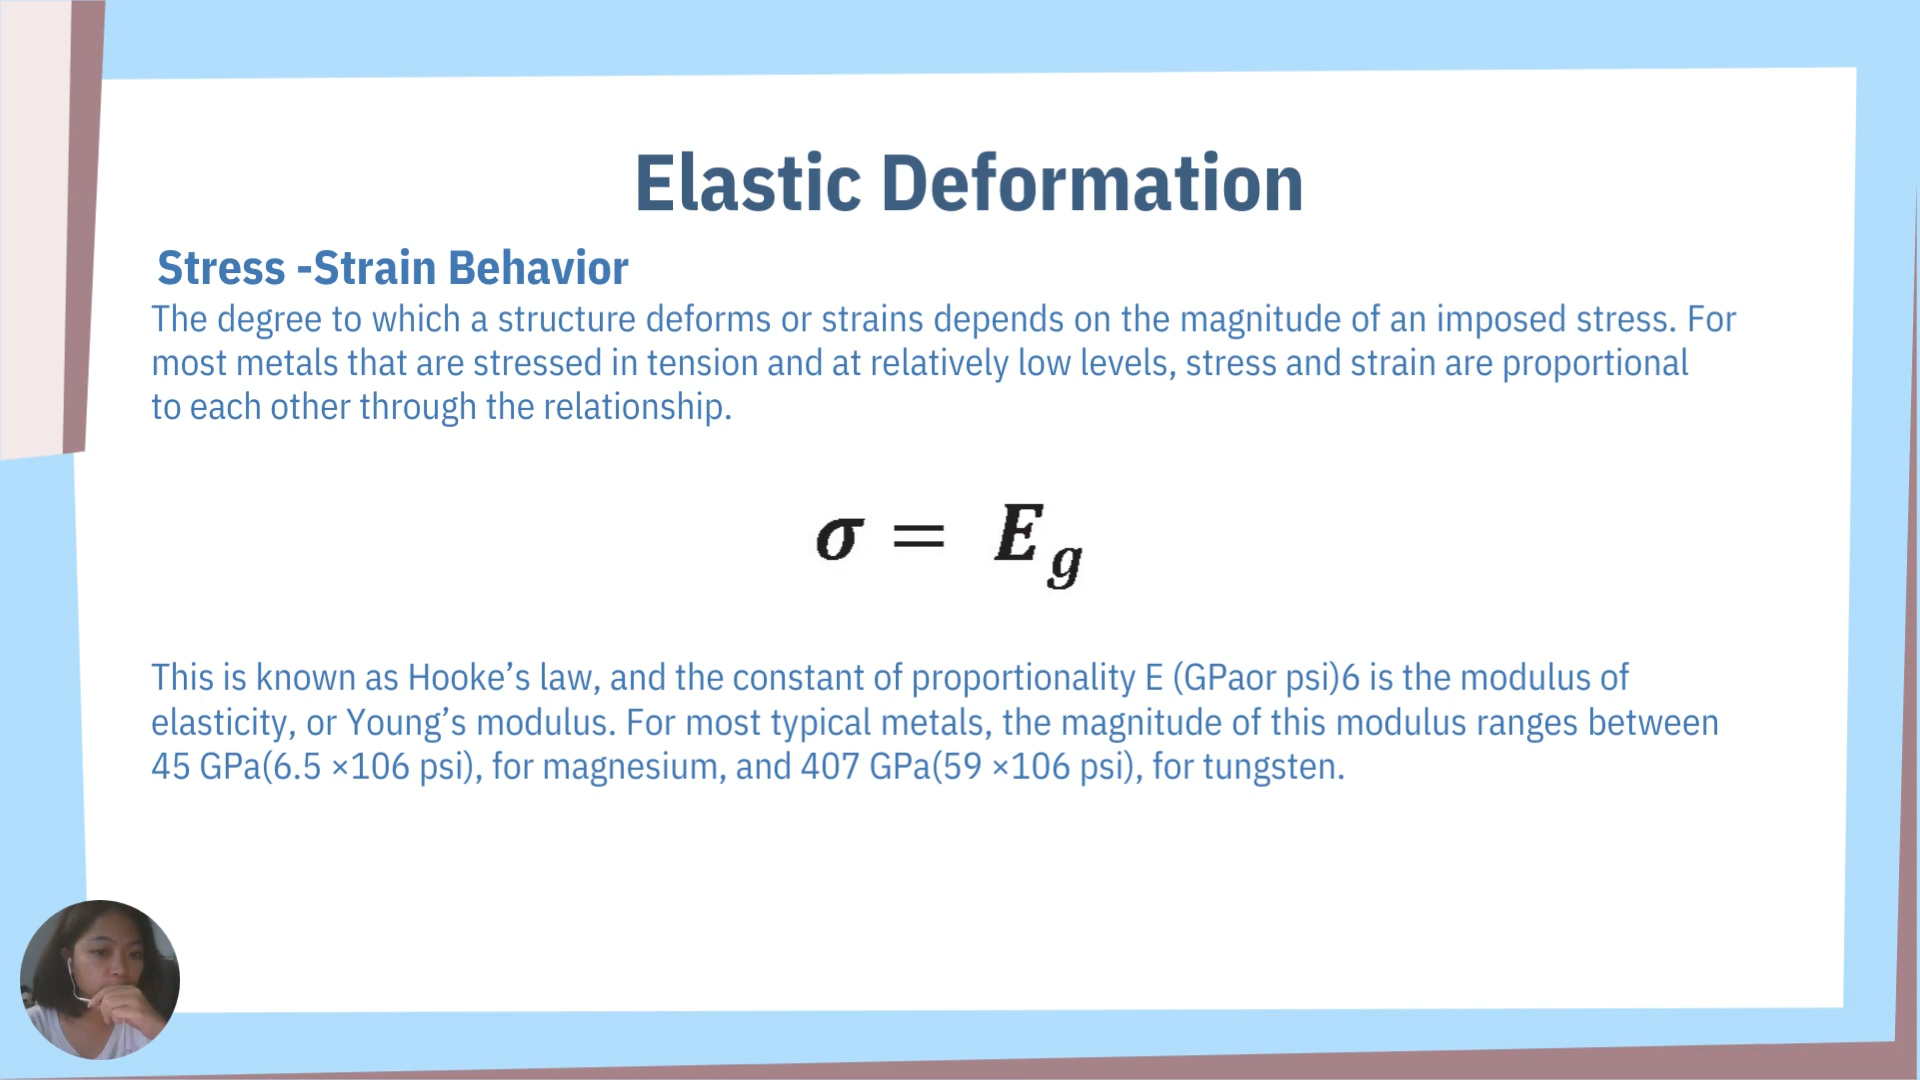 Elastic Deformation
Stress -Strain Behavior
The degree to which a structure deforms or strains depends on the magnitude of an imposed stress. For
most metals that are stressed in tension and at relatively low levels, stress and strain are proportional
to each other through the relationship.
σ = E g
This is known as Hooke’s law, and the constant of proportionality E (GPaor psi)6 is the modulus of
elasticity, or Young’s modulus. For most typical metals, the magnitude of this modulus ranges between
45 GPa(6.5 ×106 psi), for magnesium, and 407 GPa(59 ×106 psi), for tungsten.